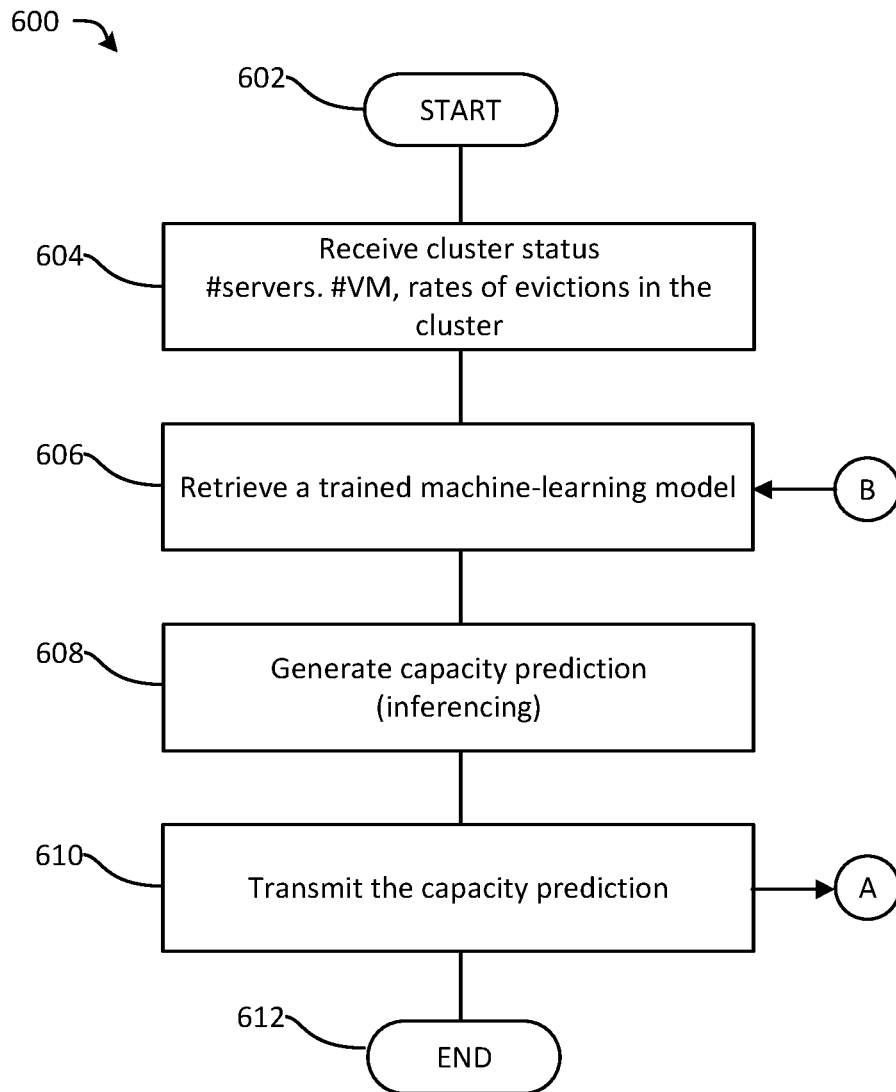 600
602
START
604
Receive cluster status
#servers. #VM, rates of evictions in the
cluster
606
Retrieve a trained machine-learning model
B
608
Generate capacity prediction
(inferencing)
610
Transmit the capacity prediction
A
612
END